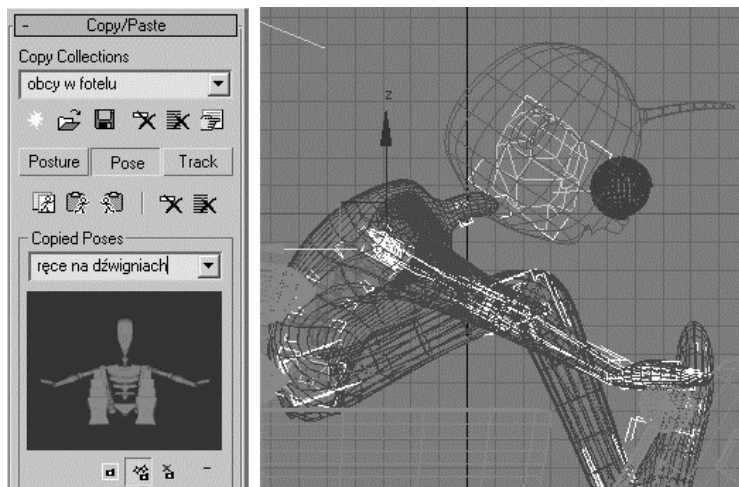 - Copy/Paste
Copy Collections
obcy w fotelu
Posture Pose Track
Copied Poses
ręce na dźwigniach
z